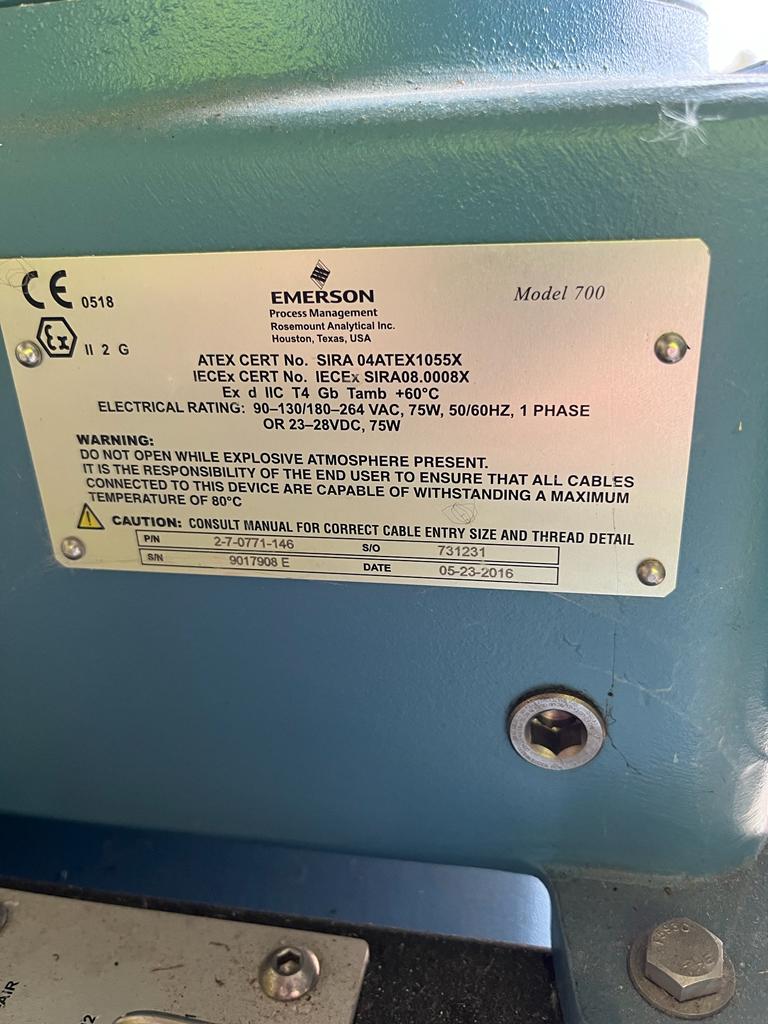 CE 0518
EMERSON
Process Management
Rosemount Analytical Inc.
Houston, Texas, USA
Model 700
Ex II 2 G
ATEX CERT No. SIRA 04ATEX1055X
IECEx CERT No. IECEx SIRA08.0008X
Ex d IIC T4 Gb Tamb +60°C
ELECTRICAL RATING: 90–130/180–264 VAC, 75W, 50/60HZ, 1 PHASE
OR 23–28VDC, 75W
WARNING:
DO NOT OPEN WHILE EXPLOSIVE ATMOSPHERE PRESENT.
IT IS THE RESPONSIBILITY OF THE END USER TO ENSURE THAT ALL CABLES
CONNECTED TO THIS DEVICE ARE CAPABLE OF WITHSTANDING A MAXIMUM
TEMPERATURE OF 80°C
CAUTION: CONSULT MANUAL FOR CORRECT CABLE ENTRY SIZE AND THREAD DETAIL
P/N 2-7-0771-146 S/O 731231
S/N 9017908 E DATE 05-23-2016
AIR